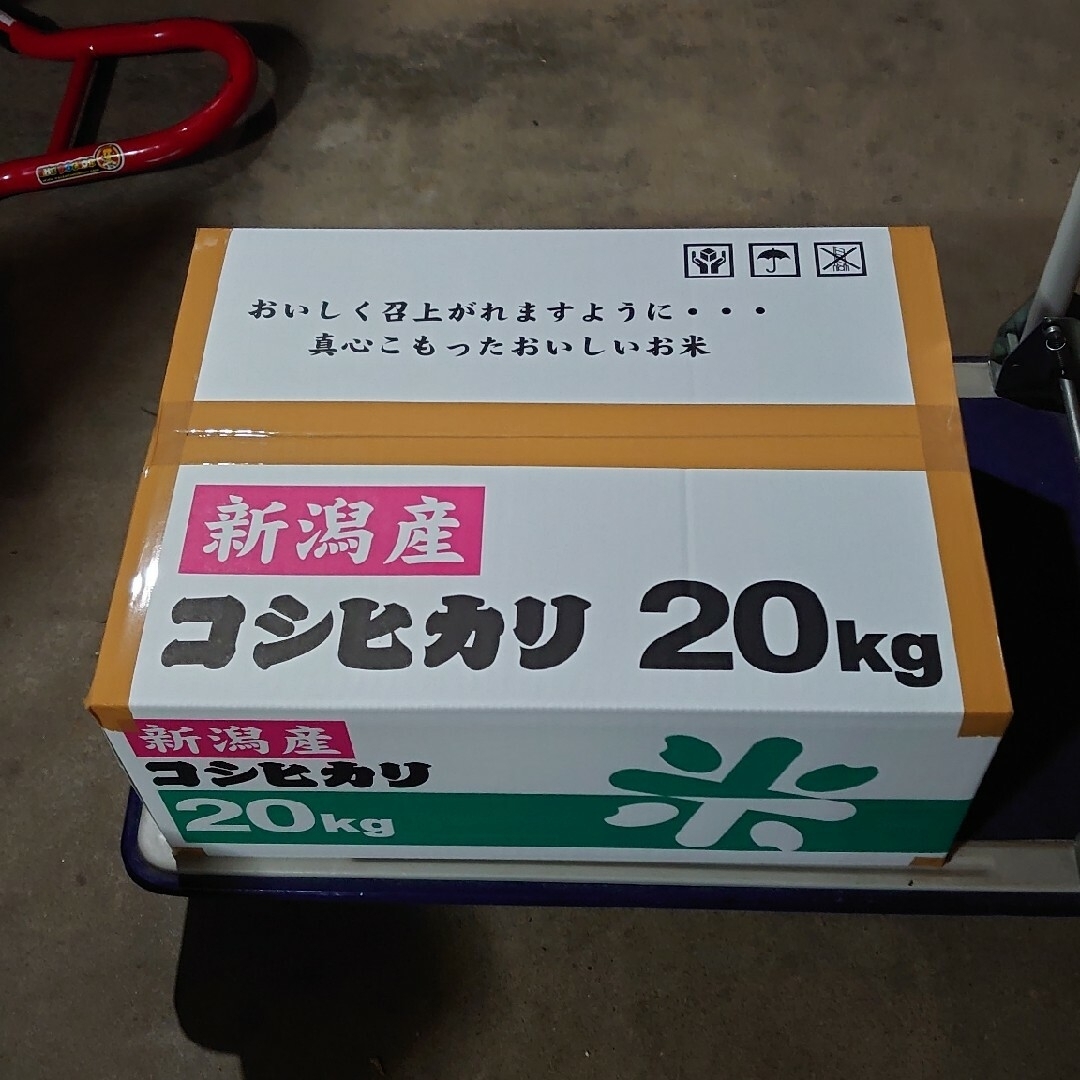 おいしく召上がれますように・・・
真心こもったおいしいお米
新潟産
コシヒカリ 20kg
新潟産
コシヒカリ
20kg
米